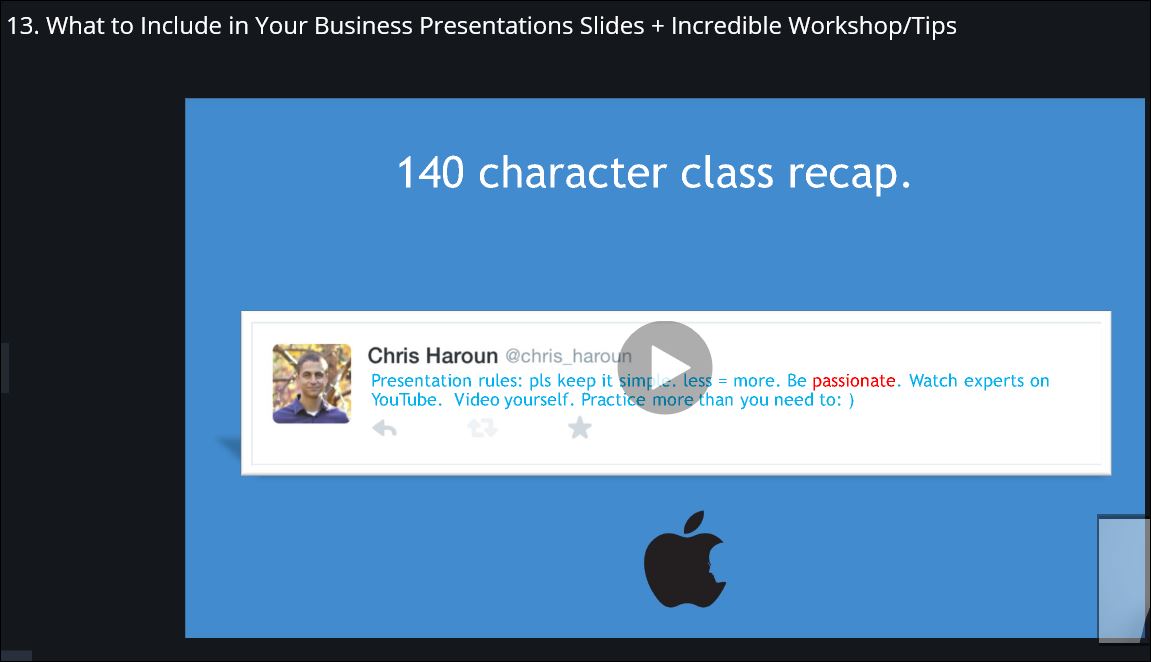 13. What to Include in Your Business Presentations Slides + Incredible Workshop/Tips
140 character class recap.
Chris Haroun @chris_haroun
Presentation rules: pls keep it simple. less = more. Be passionate. Watch experts on
YouTube. Video yourself. Practice more than you need to: )